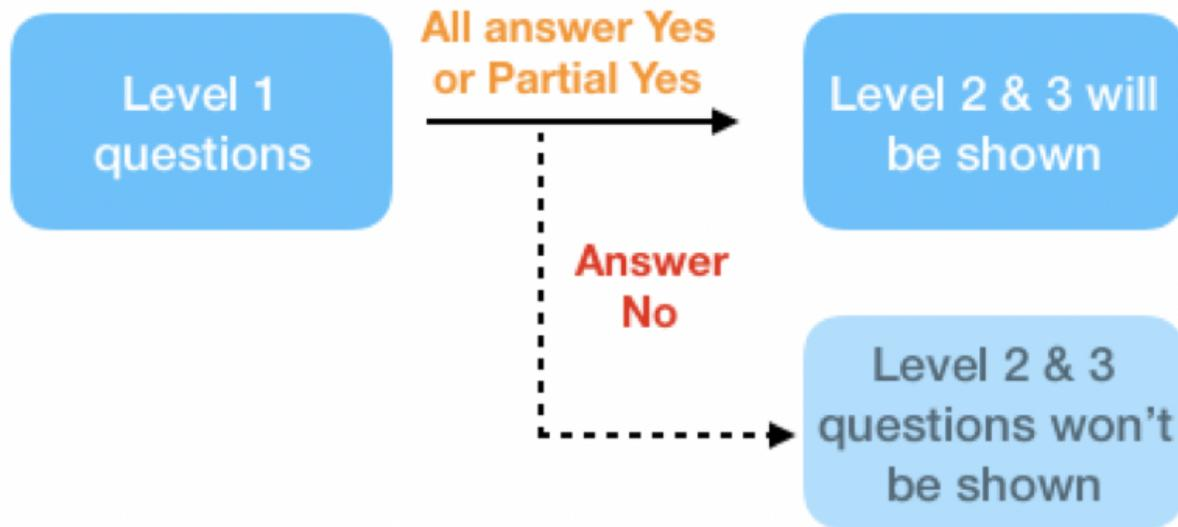 Level 1
questions
All answer Yes
or Partial Yes
Level 2 & 3 will
be shown
Answer
No
Level 2 & 3
questions won't
be shown